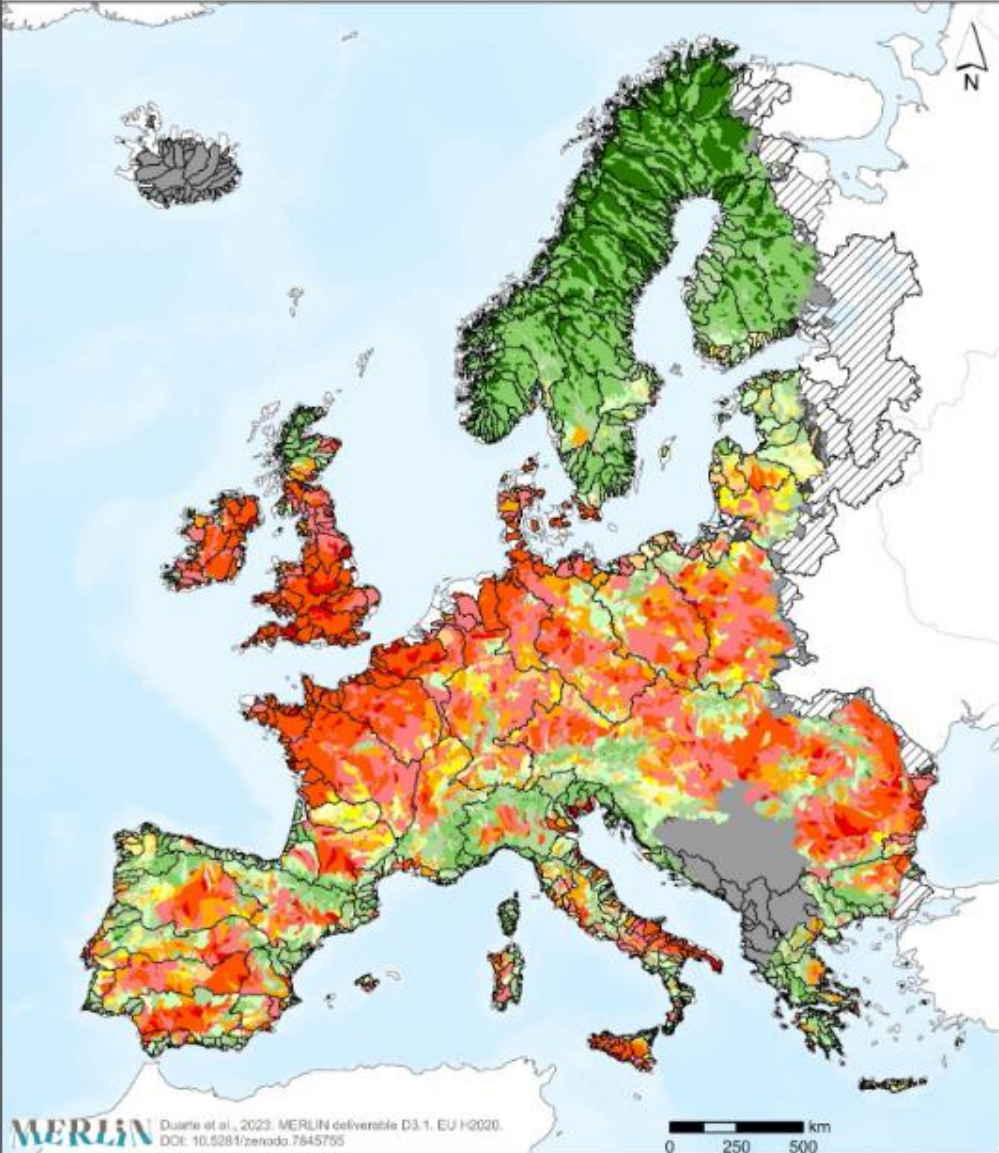 N
MERLIN
Duarte et al., 2023. MERLIN deliverable D3.1. EU H2020.
DOI: 10.5281/zenodo.7845755
km
0 250 500